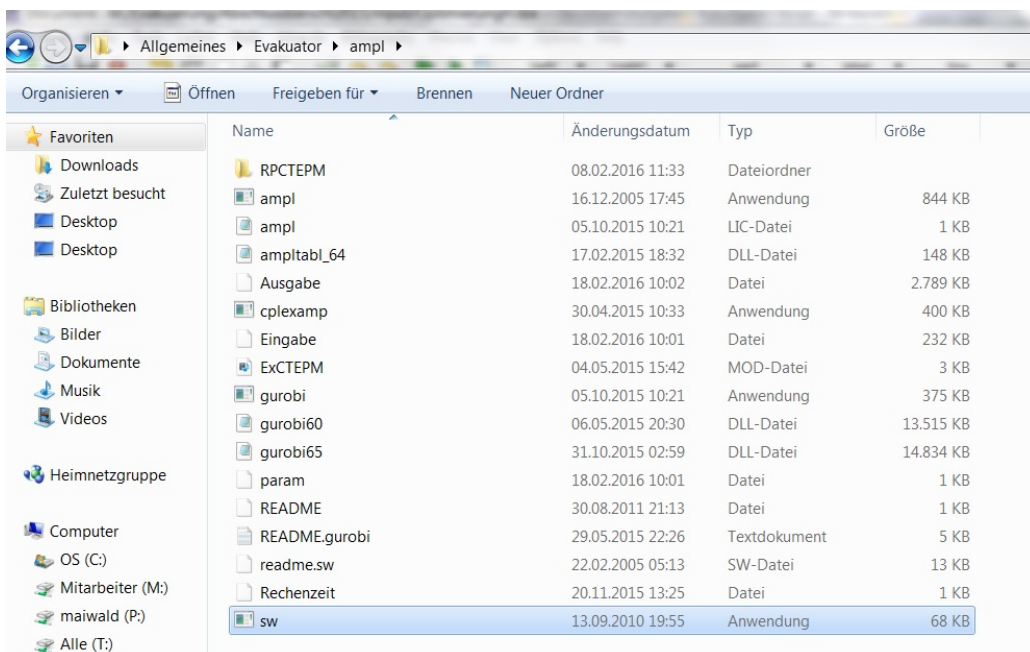 Allgemeines Evakuator ampl
Organisieren Öffnen Freigeben für Brennen Neuer Ordner
Favoriten
Downloads
Zuletzt besucht
Desktop
Desktop
Bibliotheken
Bilder
Dokumente
Musik
Videos
Heimnetzgruppe
Computer
OS (C:)
Mitarbeiter (M:)
maiwald (P:)
Alle (T:)
Name Änderungsdatum Typ Größe
RPCTEPM 08.02.2016 11:33 Dateiordner
ampl 16.12.2005 17:45 Anwendung 844 KB
ampl 05.10.2015 10:21 LIC-Datei 1 KB
ampltabl_64 17.02.2015 18:32 DLL-Datei 148 KB
Ausgabe 18.02.2016 10:02 Datei 2.789 KB
cplexamp 30.04.2015 10:33 Anwendung 400 KB
Eingabe 18.02.2016 10:01 Datei 232 KB
ExCTEPM 04.05.2015 15:42 MOD-Datei 3 KB
gurobi 05.10.2015 10:21 Anwendung 375 KB
gurobi60 06.05.2015 20:30 DLL-Datei 13.515 KB
gurobi65 31.10.2015 02:59 DLL-Datei 14.834 KB
param 18.02.2016 10:01 Datei 1 KB
README 30.08.2011 21:13 Datei 1 KB
README.gurobi 29.05.2015 22:26 Textdokument 5 KB
readme.sw 22.02.2005 05:13 SW-Datei 13 KB
Rechenzeit 20.11.2015 13:25 Datei 1 KB
sw 13.09.2010 19:55 Anwendung 68 KB